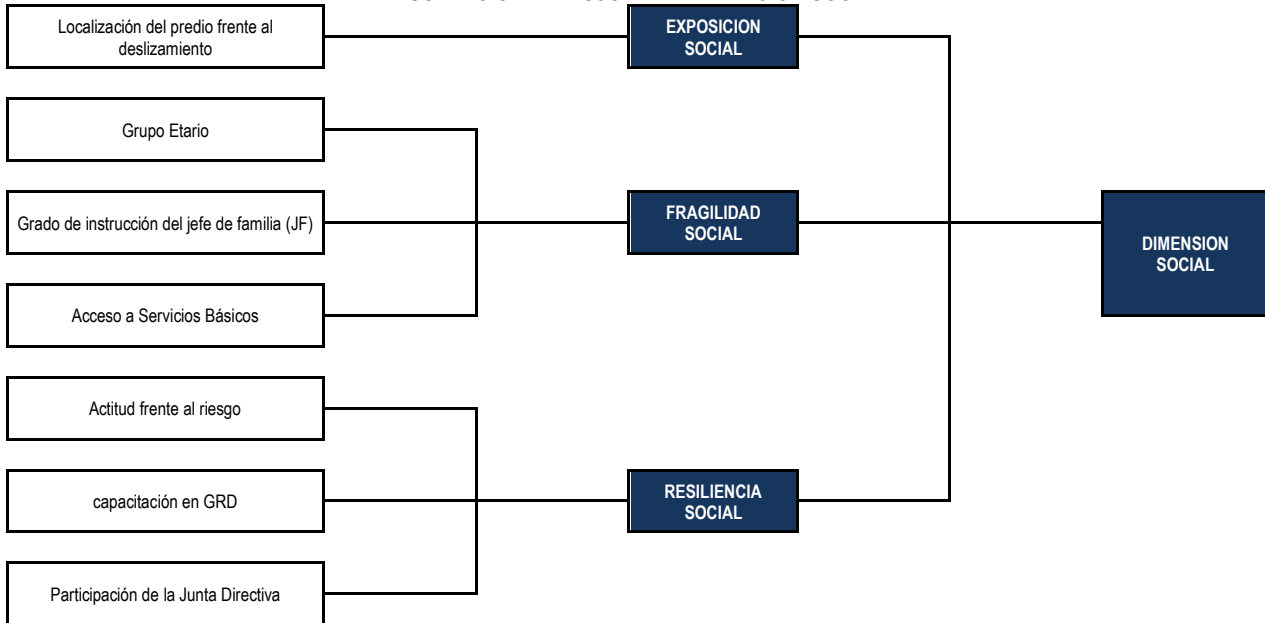 Localización del predio frente al
deslizamiento
EXPOSICION
SOCIAL
Grupo Etario
Grado de instrucción del jefe de familia (JF)
FRAGILIDAD
SOCIAL
DIMENSION
SOCIAL
Acceso a Servicios Básicos
Actitud frente al riesgo
capacitación en GRD
RESILIENCIA
SOCIAL
Participación de la Junta Directiva